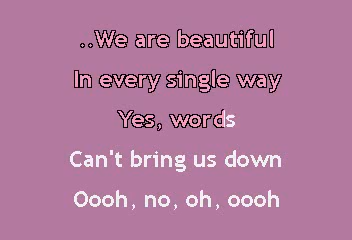 ..We are beautiful
In every single way
Yes, words
Can't bring us down
Oooh, no, oh, oooh